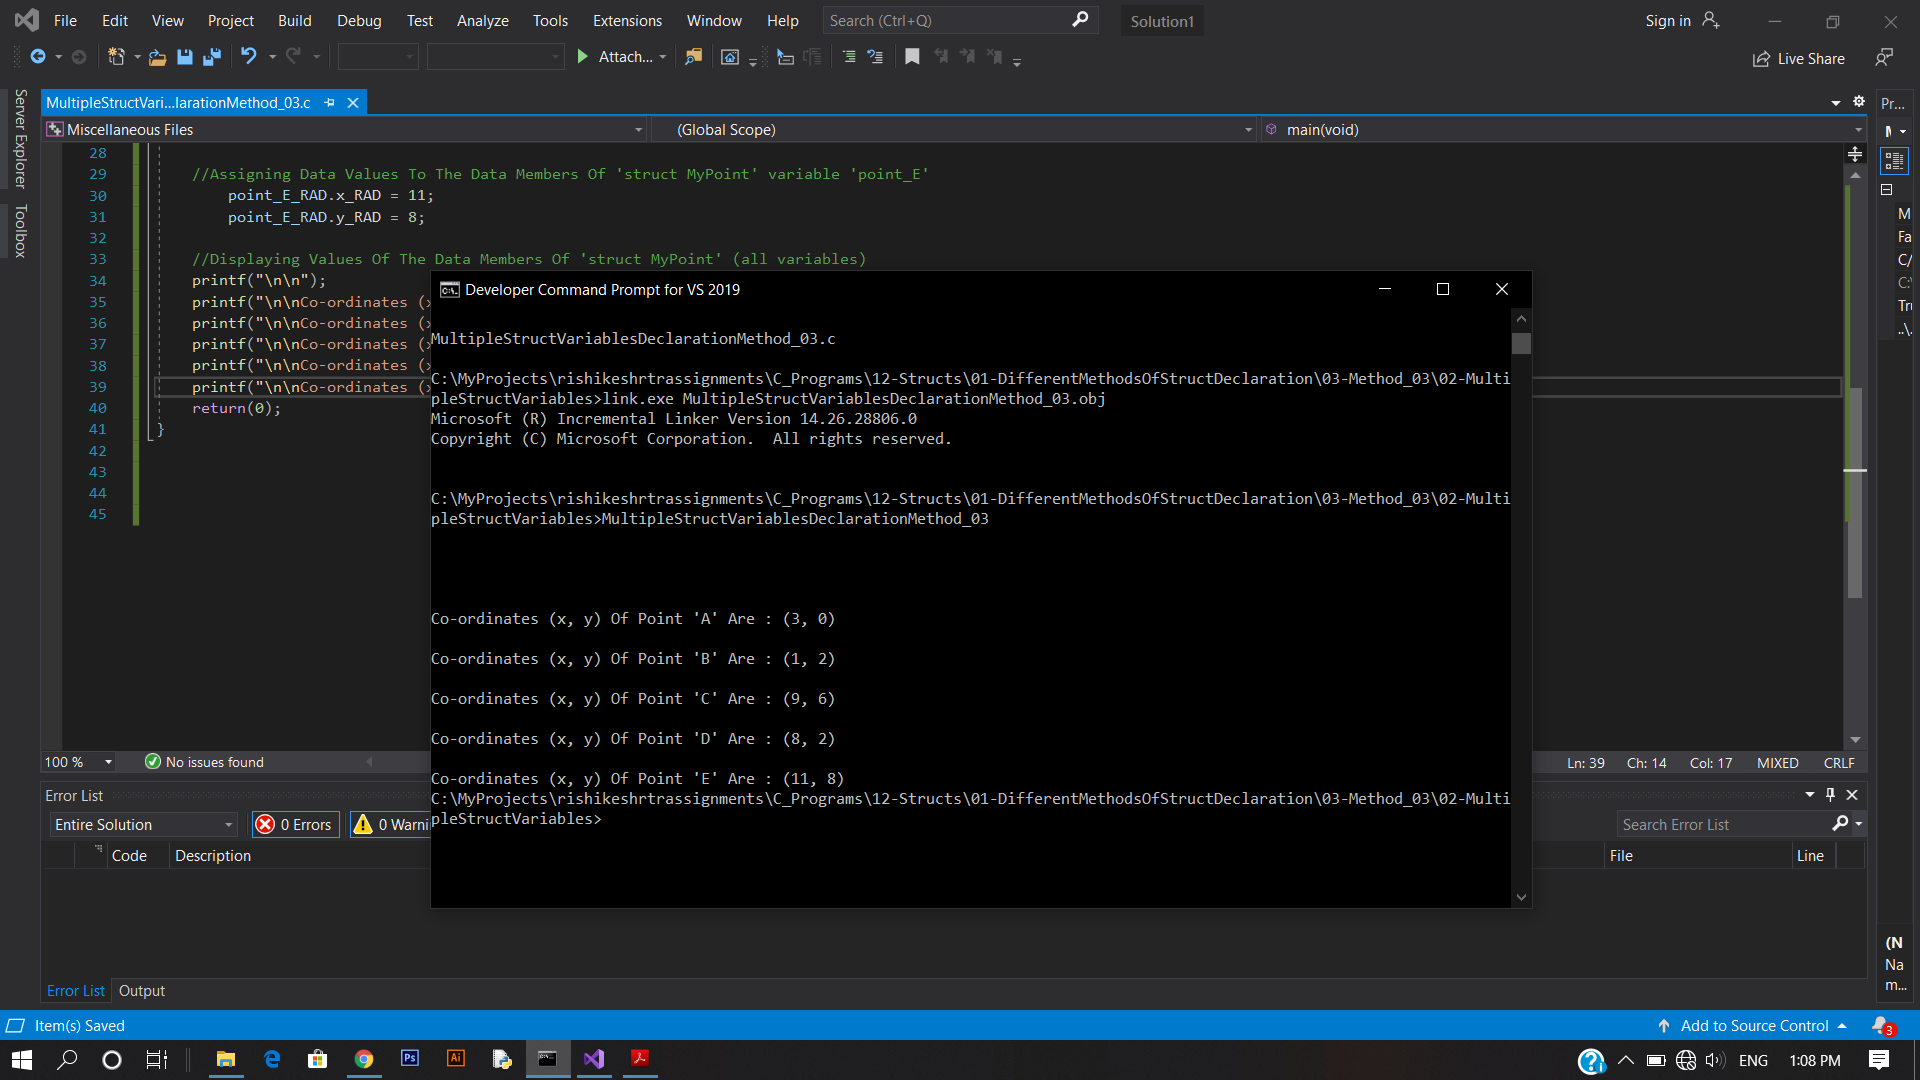 File Edit View Project Build Debug Test Analyze Tools Extensions Window Help Search (Ctrl+Q) Solution1 Sign in
Attach... Live Share
Server Explorer
Toolbox
MultipleStructVari...larationMethod_03.c Pr...
Miscellaneous Files (Global Scope) main(void)
28
29 //Assigning Data Values To The Data Members Of 'struct MyPoint' variable 'point_E'
30 point_E_RAD.x_RAD = 11;
31 point_E_RAD.y_RAD = 8;
32
33 //Displaying Values Of The Data Members Of 'struct MyPoint' (all variables)
34 printf("\n\n");
35 printf("\n\nCo-ordinates (x
36 printf("\n\nCo-ordinates (x
37 printf("\n\nCo-ordinates (x
38 printf("\n\nCo-ordinates (x
39 printf("\n\nCo-ordinates (x
40 return(0);
41 }
42
43
44
45
Developer Command Prompt for VS 2019
MultipleStructVariablesDeclarationMethod_03.c
C:\MyProjects\rishikeshrtrassignments\C_Programs\12-Structs\01-DifferentMethodsOfStructDeclaration\03-Method_03\02-Multi
pleStructVariables>link.exe MultipleStructVariablesDeclarationMethod_03.obj
Microsoft (R) Incremental Linker Version 14.26.28806.0
Copyright (C) Microsoft Corporation.  All rights reserved.
C:\MyProjects\rishikeshrtrassignments\C_Programs\12-Structs\01-DifferentMethodsOfStructDeclaration\03-Method_03\02-Multi
pleStructVariables>MultipleStructVariablesDeclarationMethod_03
Co-ordinates (x, y) Of Point 'A' Are : (3, 0)
Co-ordinates (x, y) Of Point 'B' Are : (1, 2)
Co-ordinates (x, y) Of Point 'C' Are : (9, 6)
Co-ordinates (x, y) Of Point 'D' Are : (8, 2)
Co-ordinates (x, y) Of Point 'E' Are : (11, 8)
C:\MyProjects\rishikeshrtrassignments\C_Programs\12-Structs\01-DifferentMethodsOfStructDeclaration\03-Method_03\02-Multi
pleStructVariables>
M
Fa
C/
C:
Tru
..\.
100 % No issues found Ln: 39 Ch: 14 Col: 17 MIXED CRLF
Error List
Entire Solution 0 Errors 0 Warni Search Error List
Code Description File Line
(N
Na
m...
Error List Output
Item(s) Saved Add to Source Control 3
Ps Ai ENG 1:08 PM